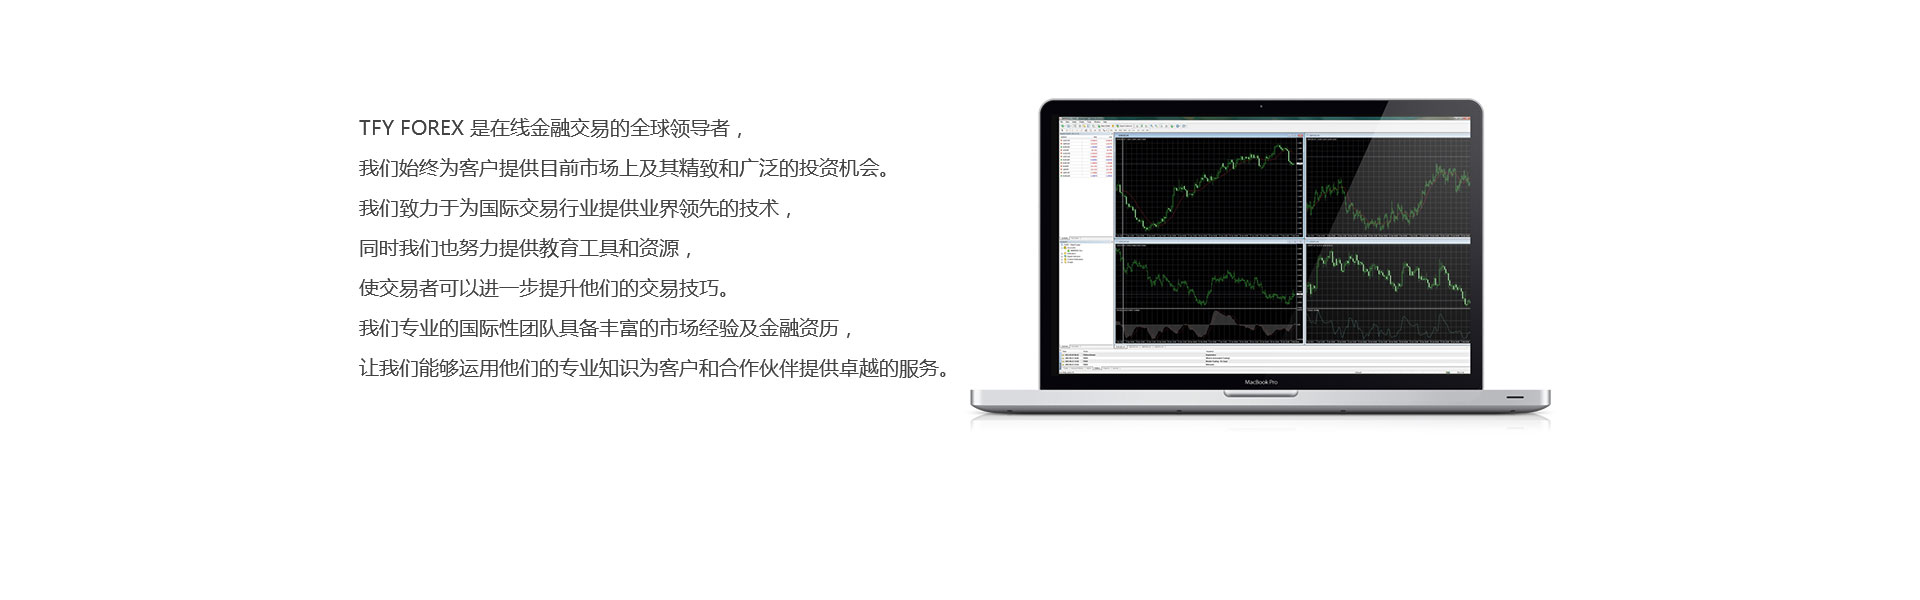 TFY FOREX 是在线金融交易的全球领导者，
我们始终为客户提供目前市场上及其精致和广泛的投资机会。
我们致力于为国际交易行业提供业界领先的技术，
同时我们也努力提供教育工具和资源，
使交易者可以进一步提升他们的交易技巧。
我们专业的国际性团队具备丰富的市场经验及金融资历，
让我们能够运用他们的专业知识为客户和合作伙伴提供卓越的服务。
MacBook Pro